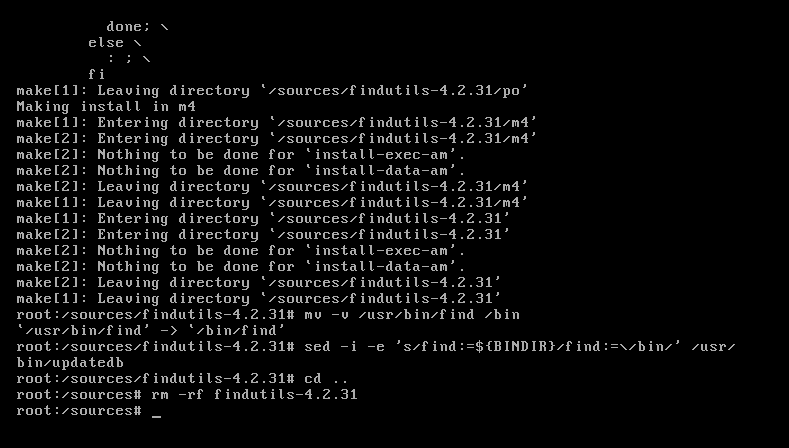 done; \
else \
: ; \
fi
make[1]: Leaving directory `/sources/findutils-4.2.31/po'
Making install in m4
make[1]: Entering directory `/sources/findutils-4.2.31/m4'
make[2]: Entering directory `/sources/findutils-4.2.31/m4'
make[2]: Nothing to be done for `install-exec-am'.
make[2]: Nothing to be done for `install-data-am'.
make[2]: Leaving directory `/sources/findutils-4.2.31/m4'
make[1]: Leaving directory `/sources/findutils-4.2.31/m4'
make[1]: Entering directory `/sources/findutils-4.2.31'
make[2]: Entering directory `/sources/findutils-4.2.31'
make[2]: Nothing to be done for `install-exec-am'.
make[2]: Nothing to be done for `install-data-am'.
make[2]: Leaving directory `/sources/findutils-4.2.31'
make[1]: Leaving directory `/sources/findutils-4.2.31'
root:/sources/findutils-4.2.31# mv -v /usr/bin/find /bin
`/usr/bin/find' -> `/bin/find'
root:/sources/findutils-4.2.31# sed -i -e 's/find:=${BINDIR}/find:=\/bin/' /usr/
bin/updatedb
root:/sources/findutils-4.2.31# cd ..
root:/sources# rm -rf findutils-4.2.31
root:/sources# _